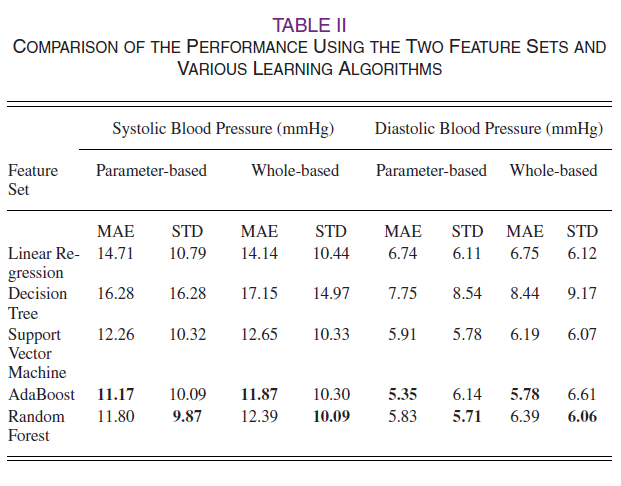 TABLE II
COMPARISON OF THE PERFORMANCE USING THE TWO FEATURE SETS AND
VARIOUS LEARNING ALGORITHMS
Systolic Blood Pressure (mmHg) Diastolic Blood Pressure (mmHg)
Feature Parameter-based Whole-based Parameter-based Whole-based
Set
MAE STD MAE STD MAE STD MAE STD
Linear Re- 14.71 10.79 14.14 10.44 6.74 6.11 6.75 6.12
gression
Decision 16.28 16.28 17.15 14.97 7.75 8.54 8.44 9.17
Tree
Support 12.26 10.32 12.65 10.33 5.91 5.78 6.19 6.07
Vector
Machine
AdaBoost 11.17 10.09 11.87 10.30 5.35 6.14 5.78 6.61
Random 11.80 9.87 12.39 10.09 5.83 5.71 6.39 6.06
Forest